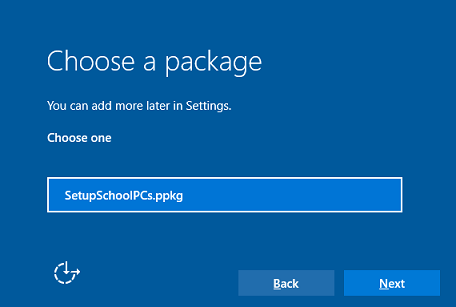 Choose a package
You can add more later in Settings.
Choose one
SetupSchoolPCs.ppkg
Back
Next